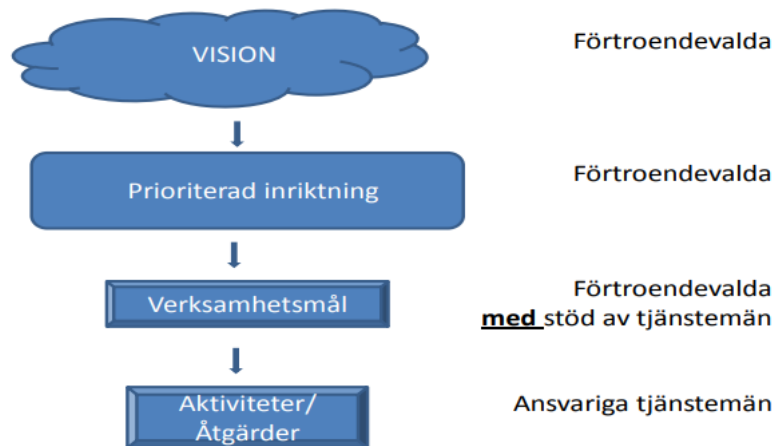 VISION
Förtroendevalda
Prioriterad inriktning
Förtroendevalda
Verksamhetsmål
Förtroendevalda
med stöd av tjänstemän
Aktiviteter/
Åtgärder
Ansvariga tjänstemän